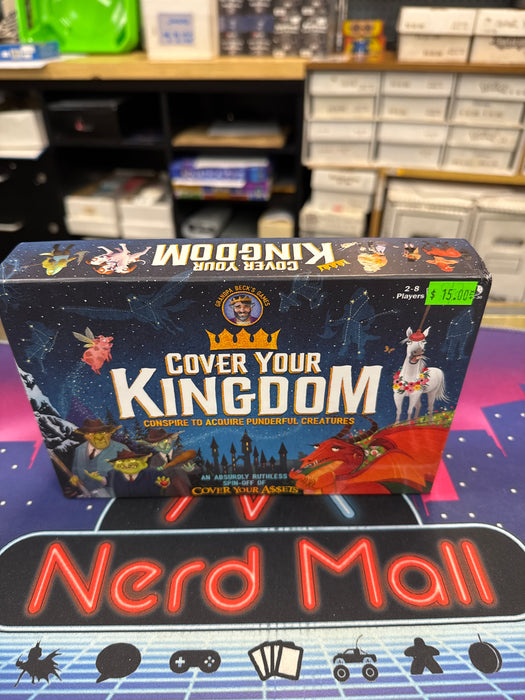 COVER YOUR
KINGDOM
GRANDPA BECK'S GAMES
2-8
Players
$ 15.00
COVER YOUR
KINGDOM
CONSPIRE TO ACQUIRE PUNDERFUL CREATURES
AN ABSURDLY RUTHLESS
SPIN-OFF OF
COVER YOUR ASSETS
Nerd Mall